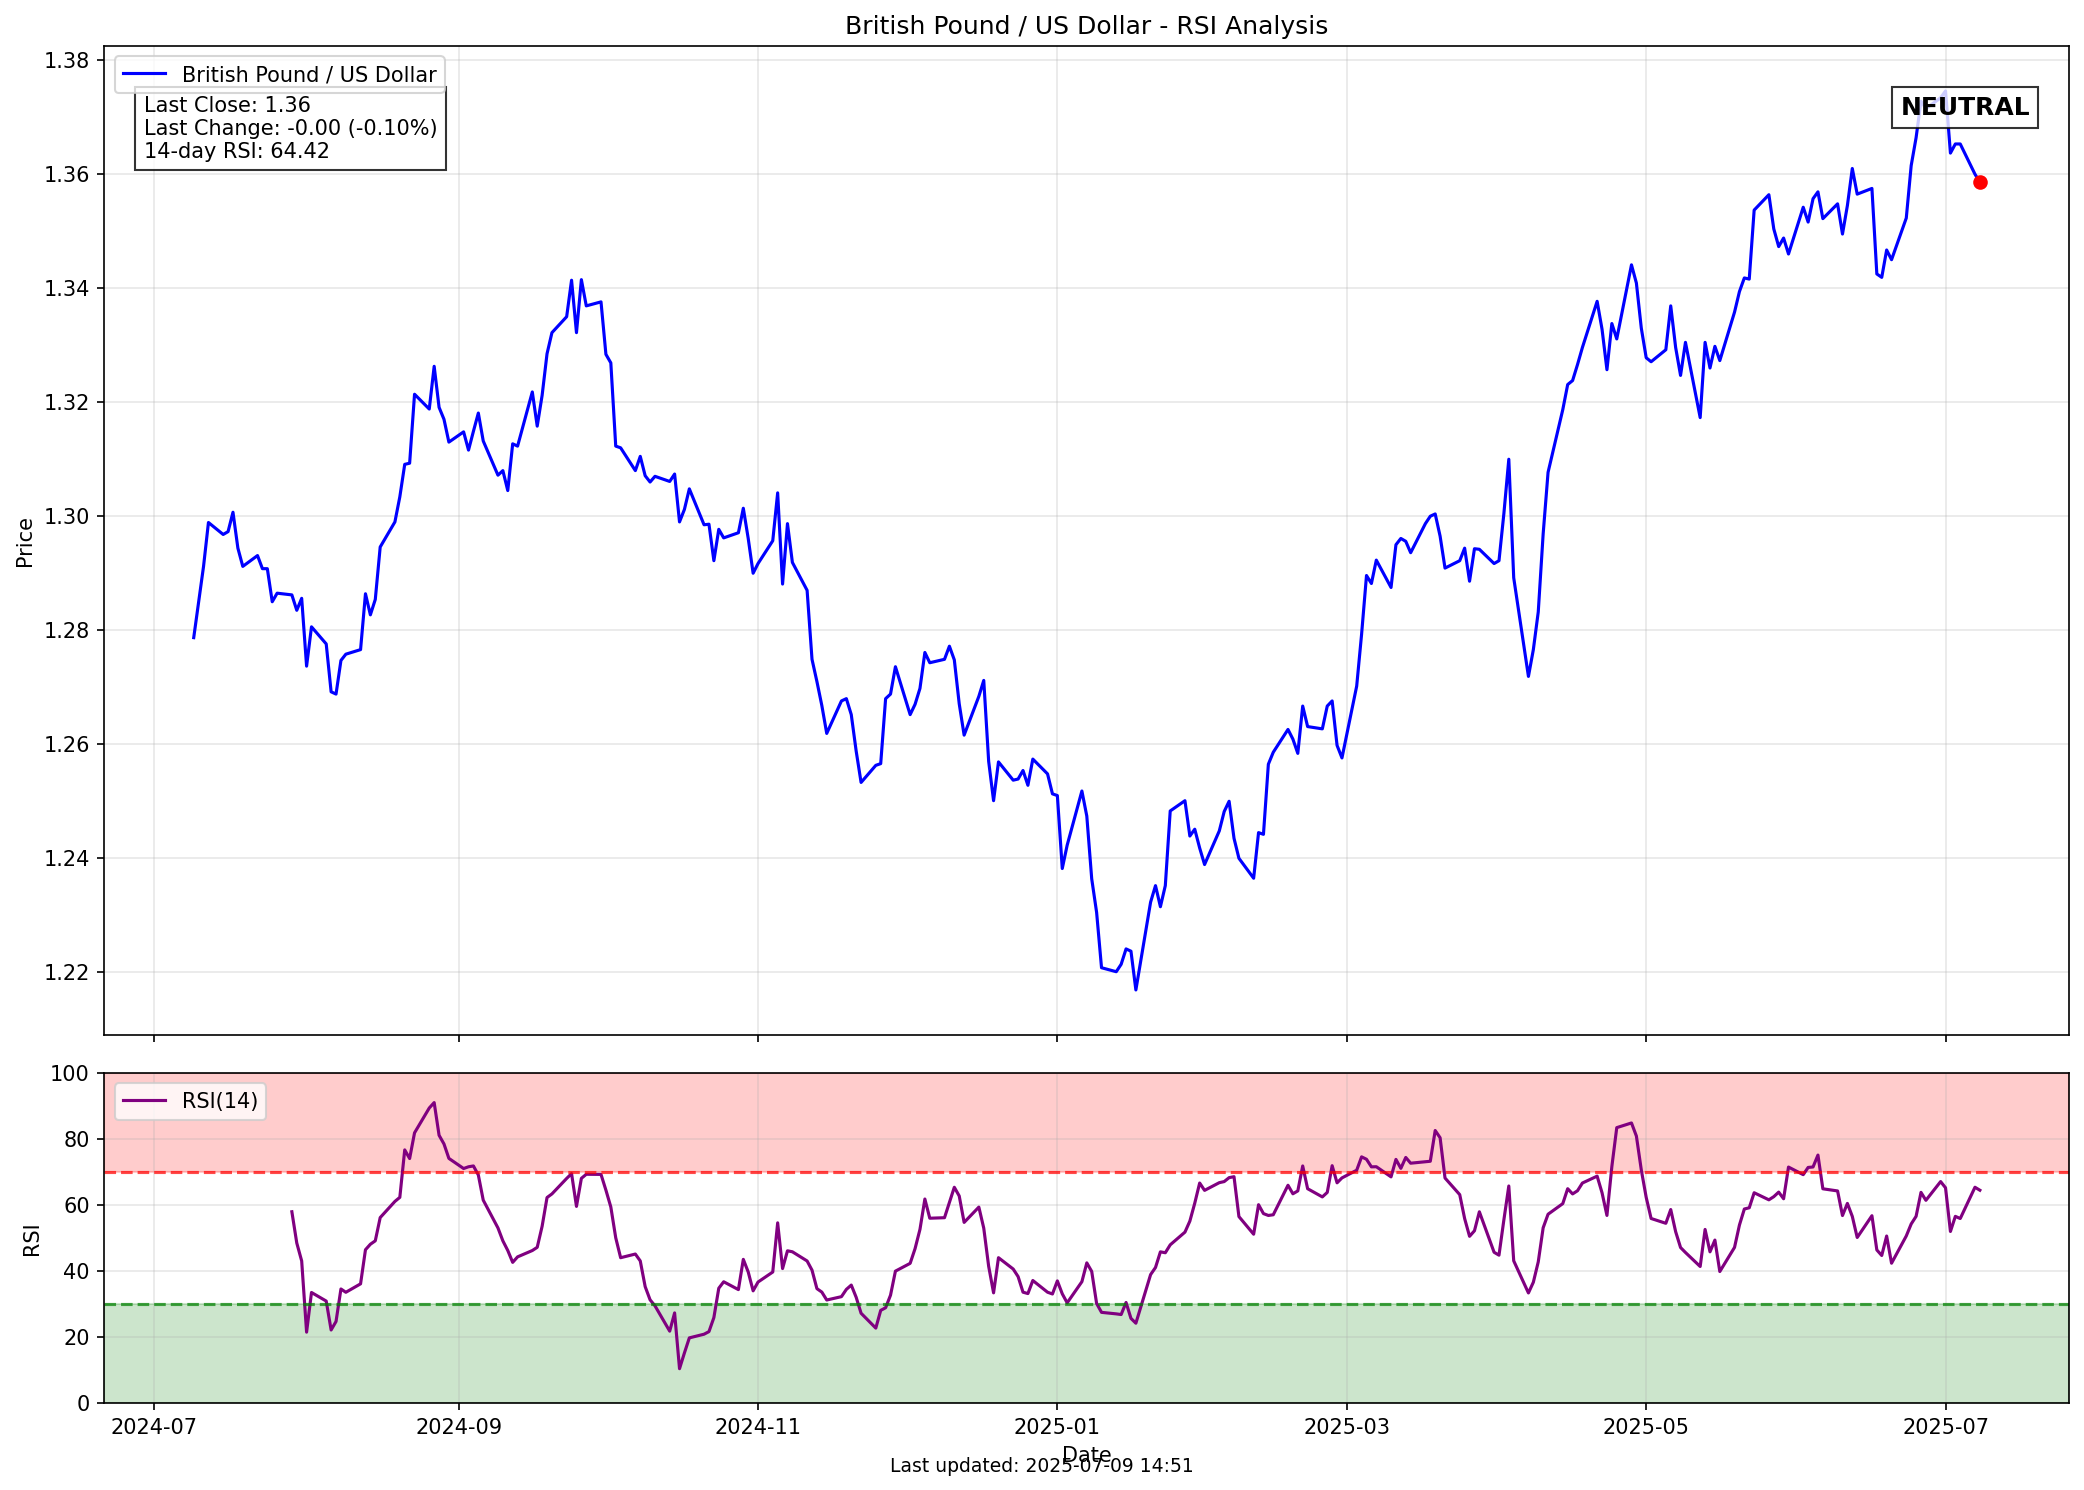 British Pound / US Dollar - RSI Analysis
1.38
1.36
1.34
1.32
1.30
1.28
1.26
1.24
1.22
Price
British Pound / US Dollar
Last Close: 1.36
Last Change: -0.00 (-0.10%)
14-day RSI: 64.42
NEUTRAL
100
80
60
40
20
0
RSI
RSI(14)
2024-07 2024-09 2024-11 2025-01 2025-03 2025-05 2025-07
Date
Last updated: 2025-07-09 14:51